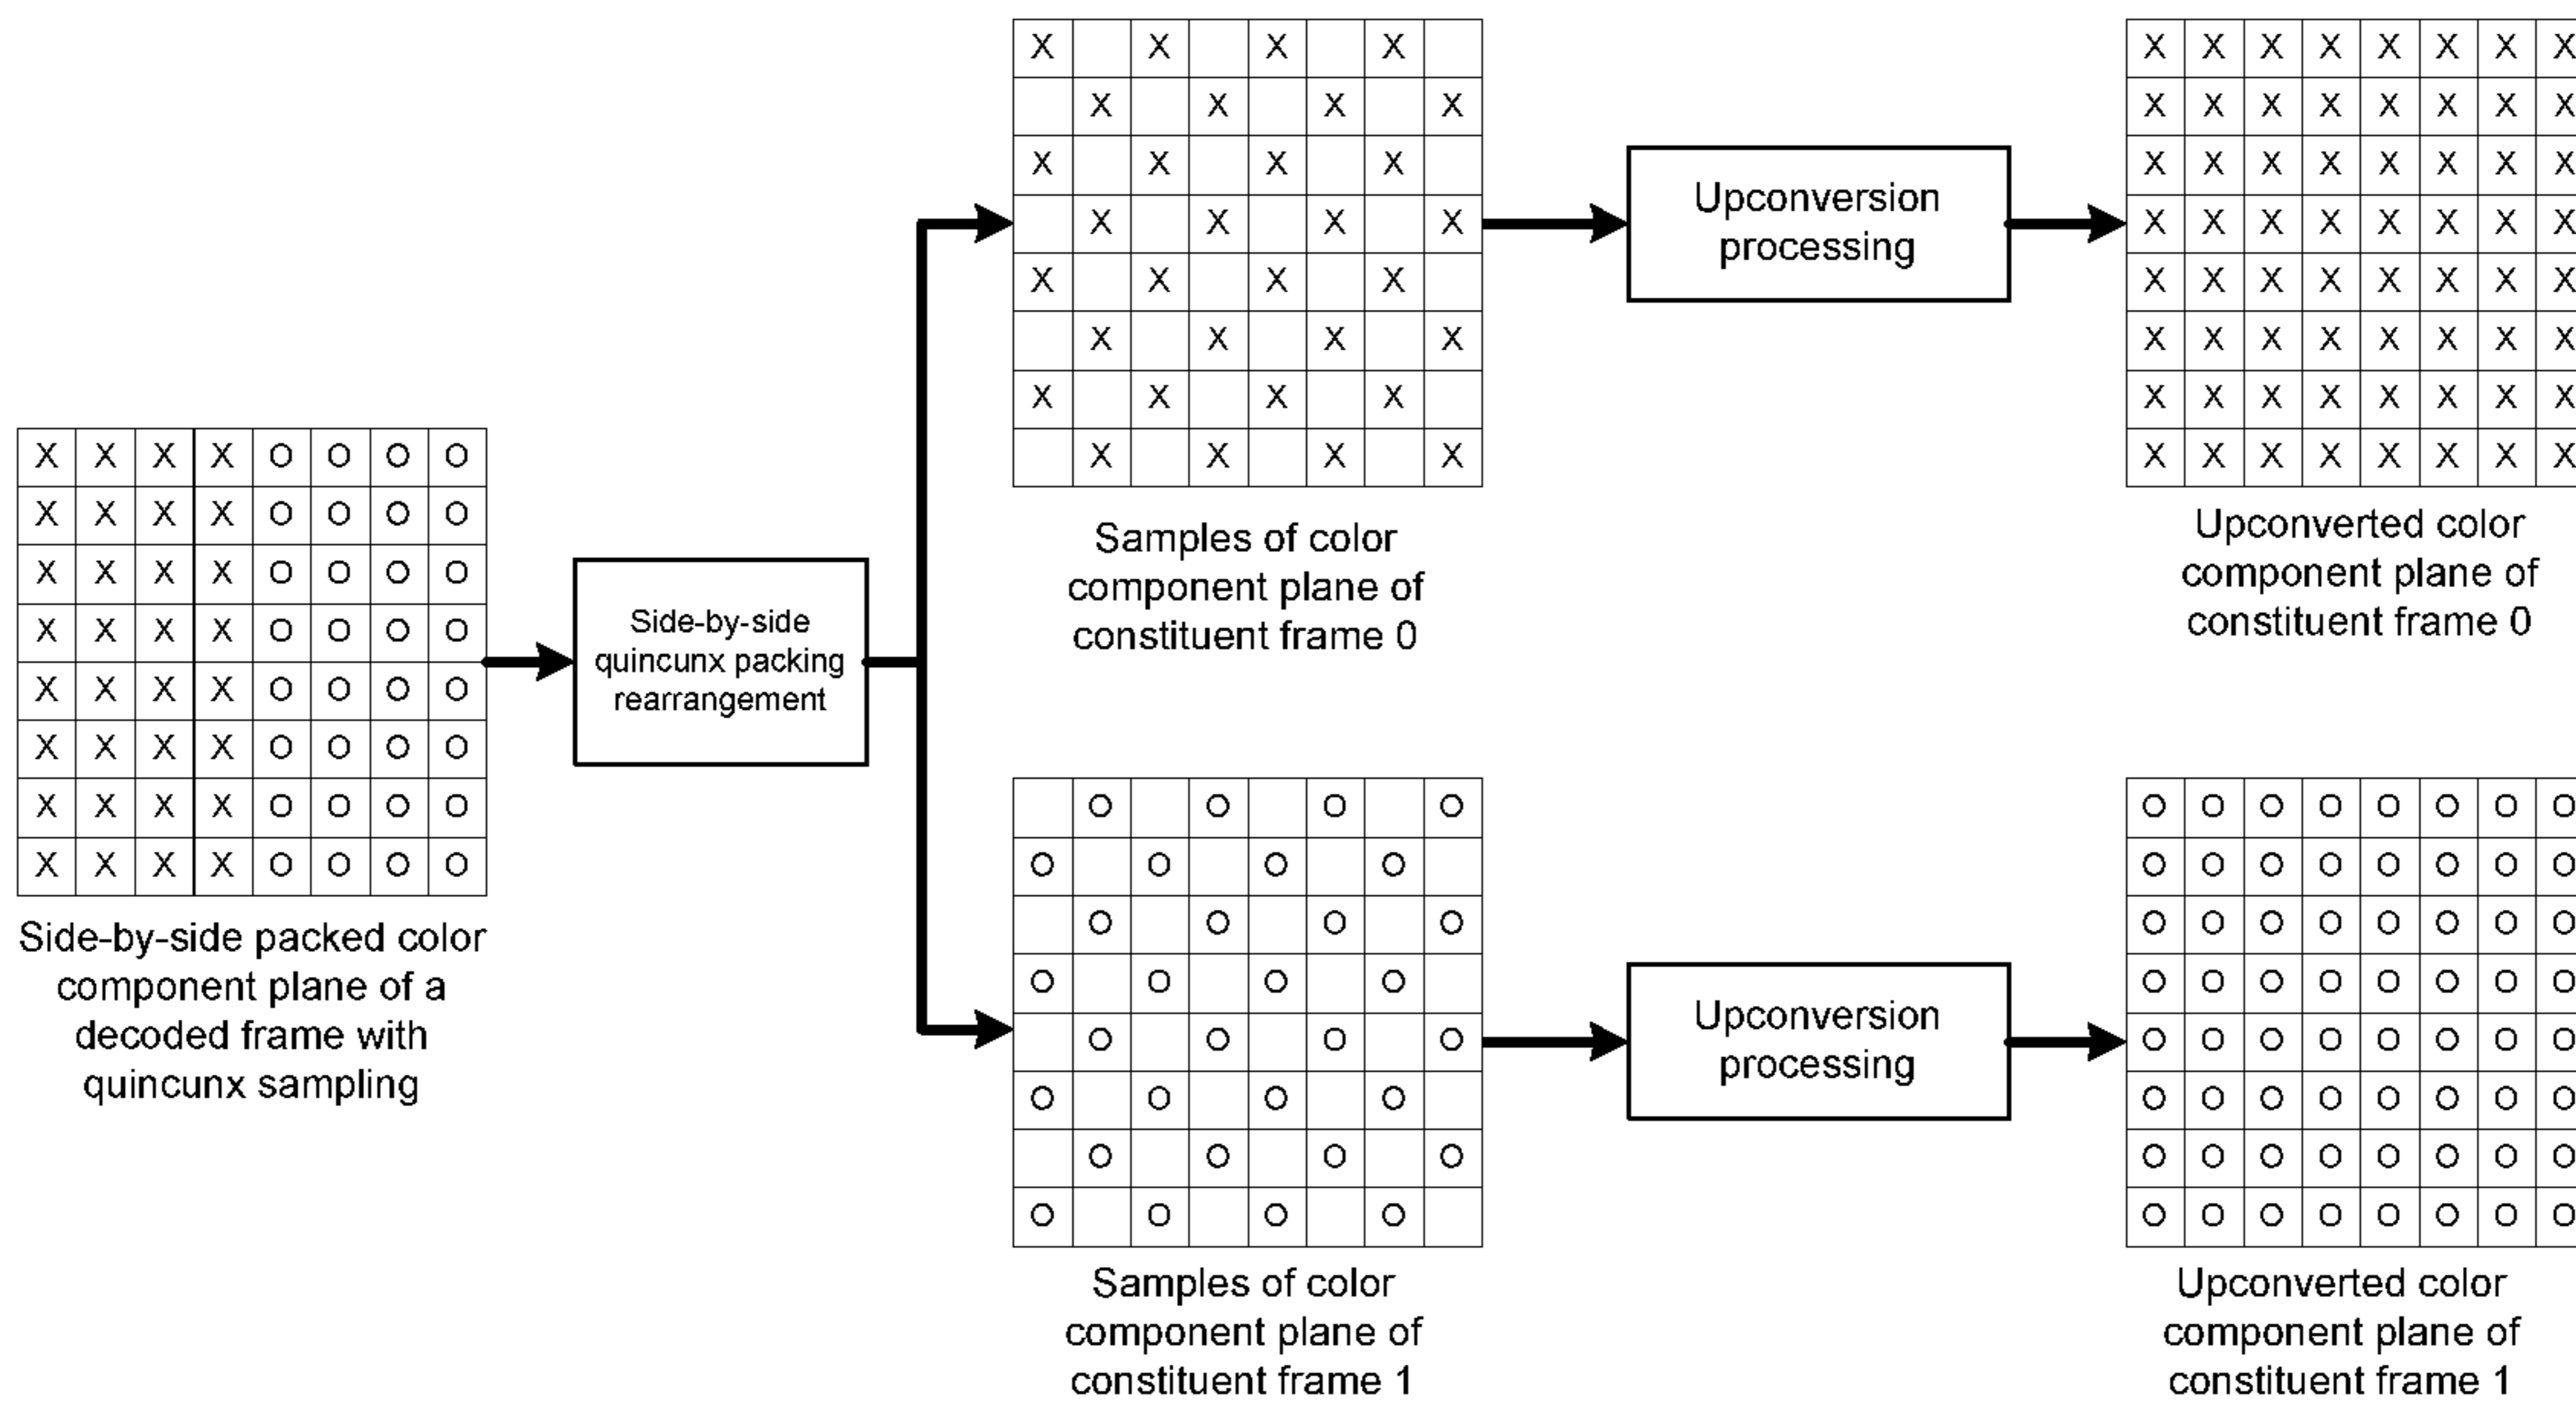 X X X X
X X X X
X X X X
X X X X
X X X X
X X X X
X X X X
X X X X
Samples of color
component plane of
constituent frame 0
Upconversion
processing
X X X X X X X X
X X X X X X X X
X X X X X X X X
X X X X X X X X
X X X X X X X X
X X X X X X X X
X X X X X X X X
X X X X X X X X
Upconverted color
component plane of
constituent frame 0
X X X X O O O O
X X X X O O O O
X X X X O O O O
X X X X O O O O
X X X X O O O O
X X X X O O O O
X X X X O O O O
X X X X O O O O
Side-by-side packed color
component plane of a
decoded frame with
quincunx sampling
Side-by-side
quincunx packing
rearrangement
O O O O
O O O O
O O O O
O O O O
O O O O
O O O O
O O O O
O O O O
Samples of color
component plane of
constituent frame 1
Upconversion
processing
O O O O O O O O
O O O O O O O O
O O O O O O O O
O O O O O O O O
O O O O O O O O
O O O O O O O O
O O O O O O O O
O O O O O O O O
Upconverted color
component plane of
constituent frame 1